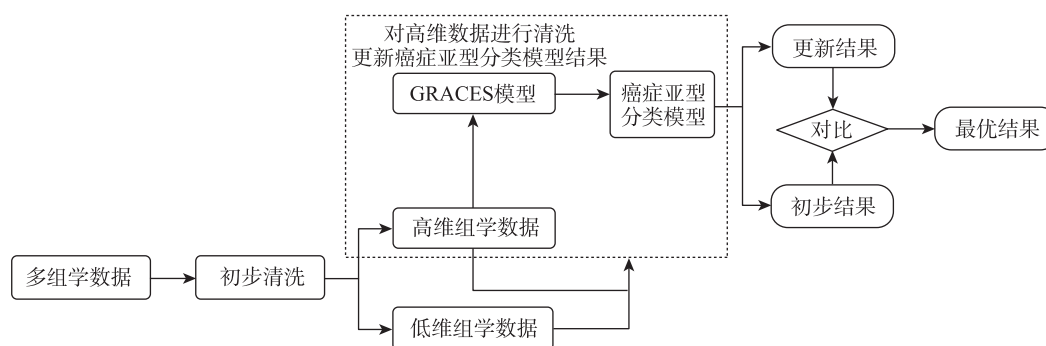 对高维数据进行清洗
更新癌症亚型分类模型结果
GRACES模型
癌症亚型
分类模型
更新结果
对比
最优结果
初步结果
高维组学数据
多组学数据
初步清洗
低维组学数据